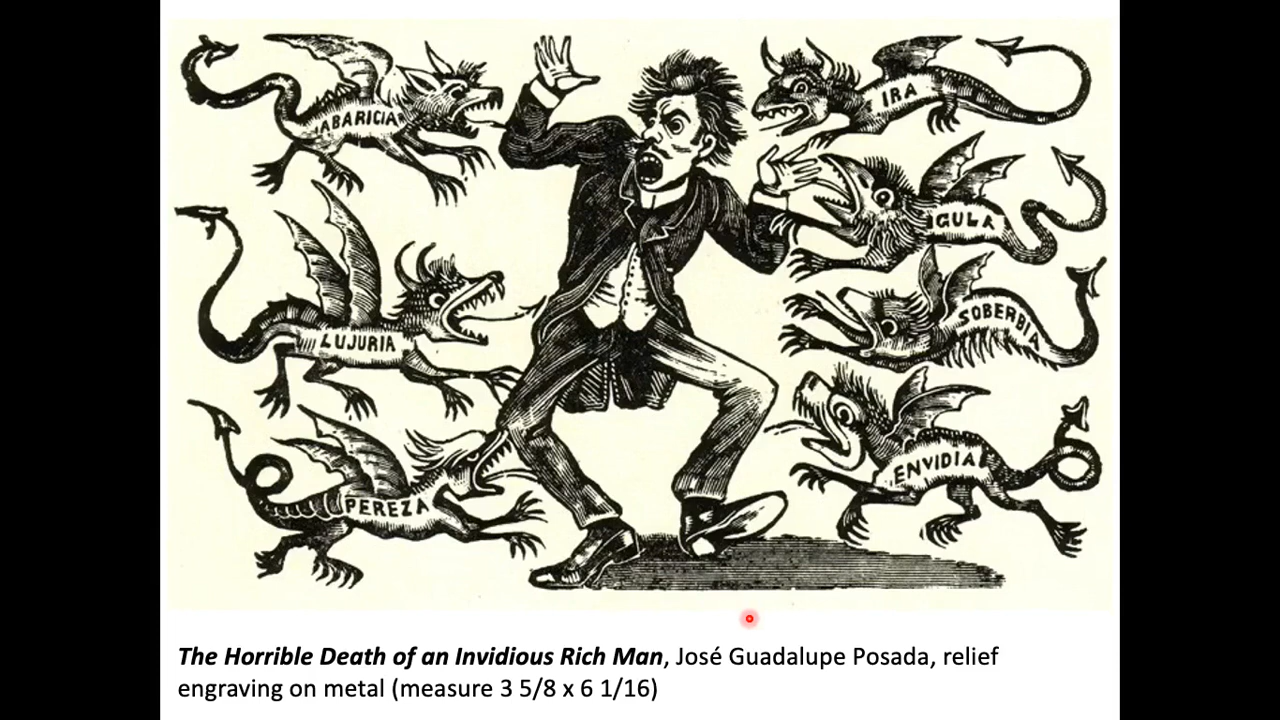 ABARICIA
IRA
GULA
LUJURIA
SOBERBIA
PEREZA
ENVIDIA
The Horrible Death of an Invidious Rich Man, José Guadalupe Posada, relief
engraving on metal (measure 3 5/8 x 6 1/16)